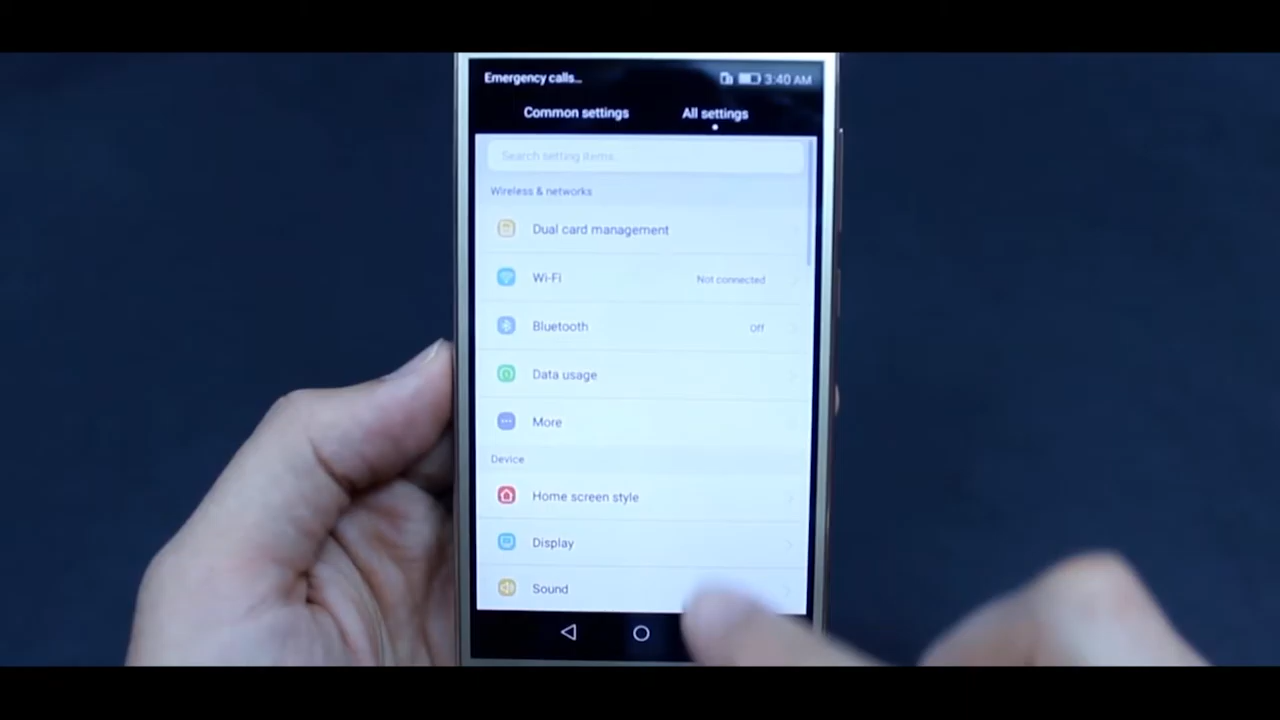 Emergency calls... 3:40 AM
Common settings All settings
Search setting items
Wireless & networks
Dual card management
Wi-Fi Not connected
Bluetooth Off
Data usage
More
Device
Home screen style
Display
Sound